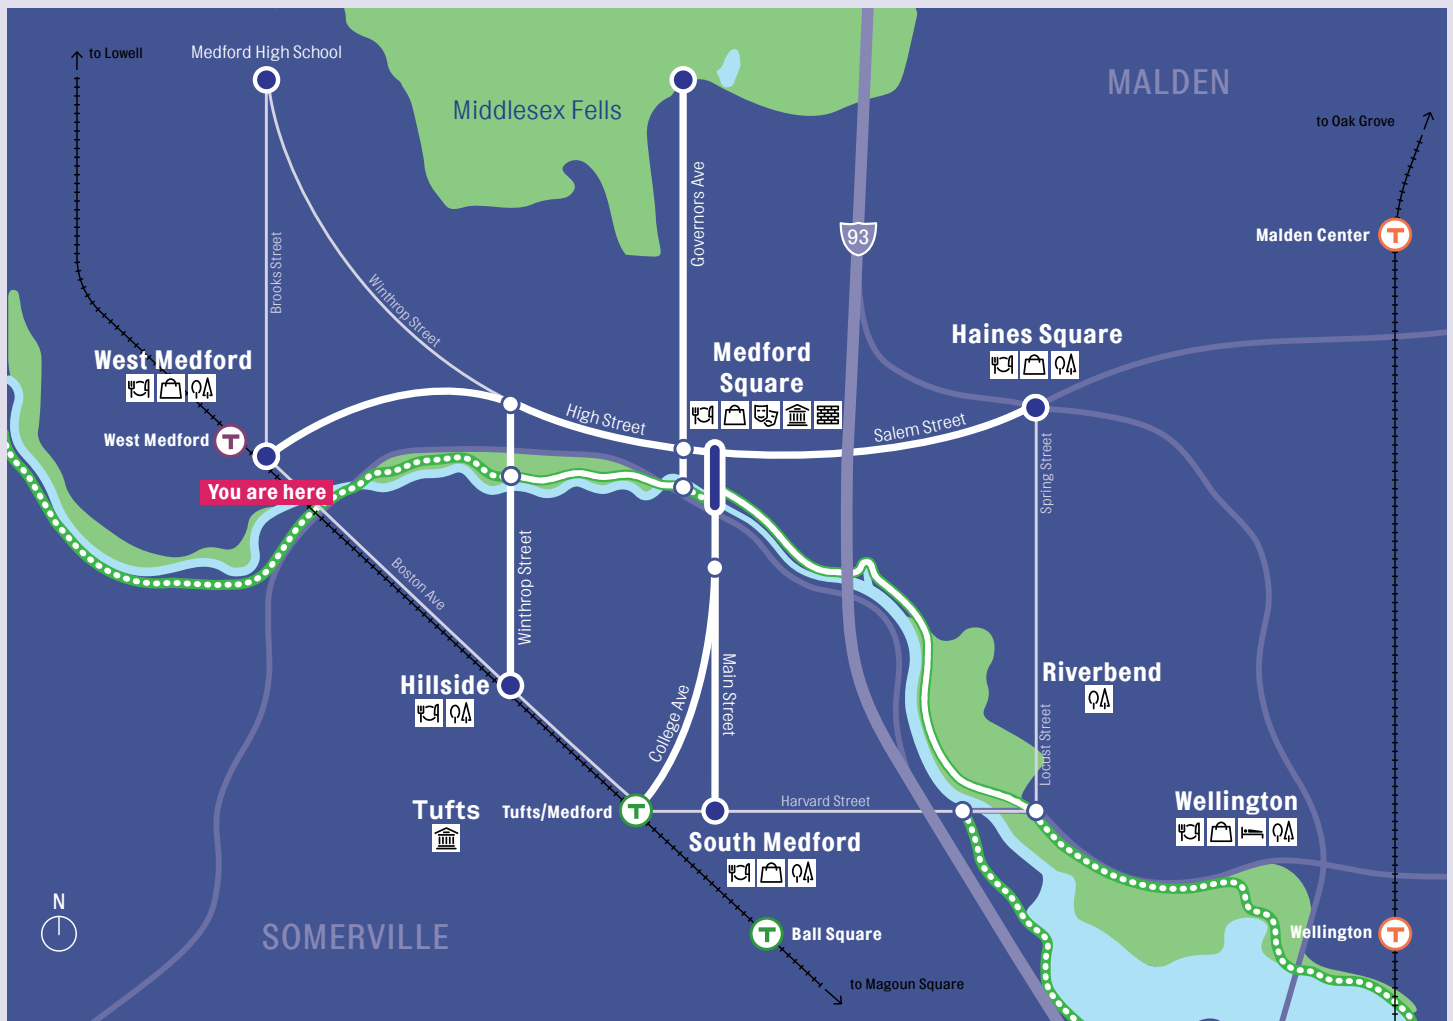 to Lowell
Medford High School
Middlesex Fells
MALDEN
to Oak Grove
Governors Ave
93
Malden Center
T
Brooks Street
Winthrop Street
West Medford
Medford
Square
Haines Square
High Street
Salem Street
West Medford
T
You are here
Spring Street
Boston Ave
Winthrop Street
Hillside
College Ave
Main Street
Riverbend
Locust Street
Tufts
Tufts/Medford
T
Harvard Street
Wellington
South Medford
N
SOMERVILLE
T
Ball Square
Wellington
T
to Magoun Square